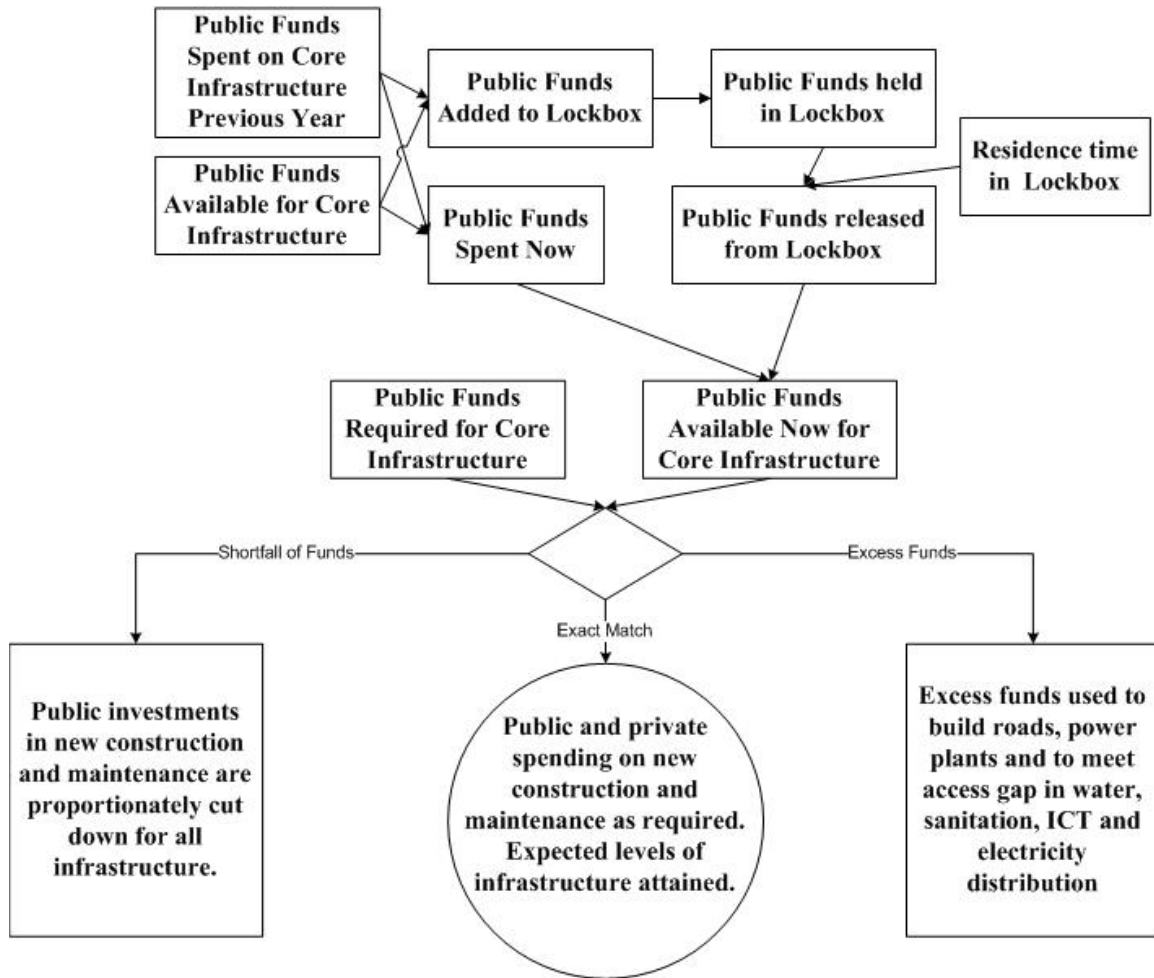 Public Funds
Spent on Core
Infrastructure
Previous Year
Public Funds
Added to Lockbox
Public Funds held
in Lockbox
Residence time
in Lockbox
Public Funds
Available for Core
Infrastructure
Public Funds
Spent Now
Public Funds released
from Lockbox
Public Funds
Required for Core
Infrastructure
Public Funds
Available Now for
Core Infrastructure
Shortfall of Funds
Excess Funds
Exact Match
Public investments
in new construction
and maintenance are
proportionately cut
down for all
infrastructure.
Public and private
spending on new
construction and
maintenance as required.
Expected levels of
infrastructure attained.
Excess funds used to
build roads, power
plants and to meet
access gap in water,
sanitation, ICT and
electricity
distribution